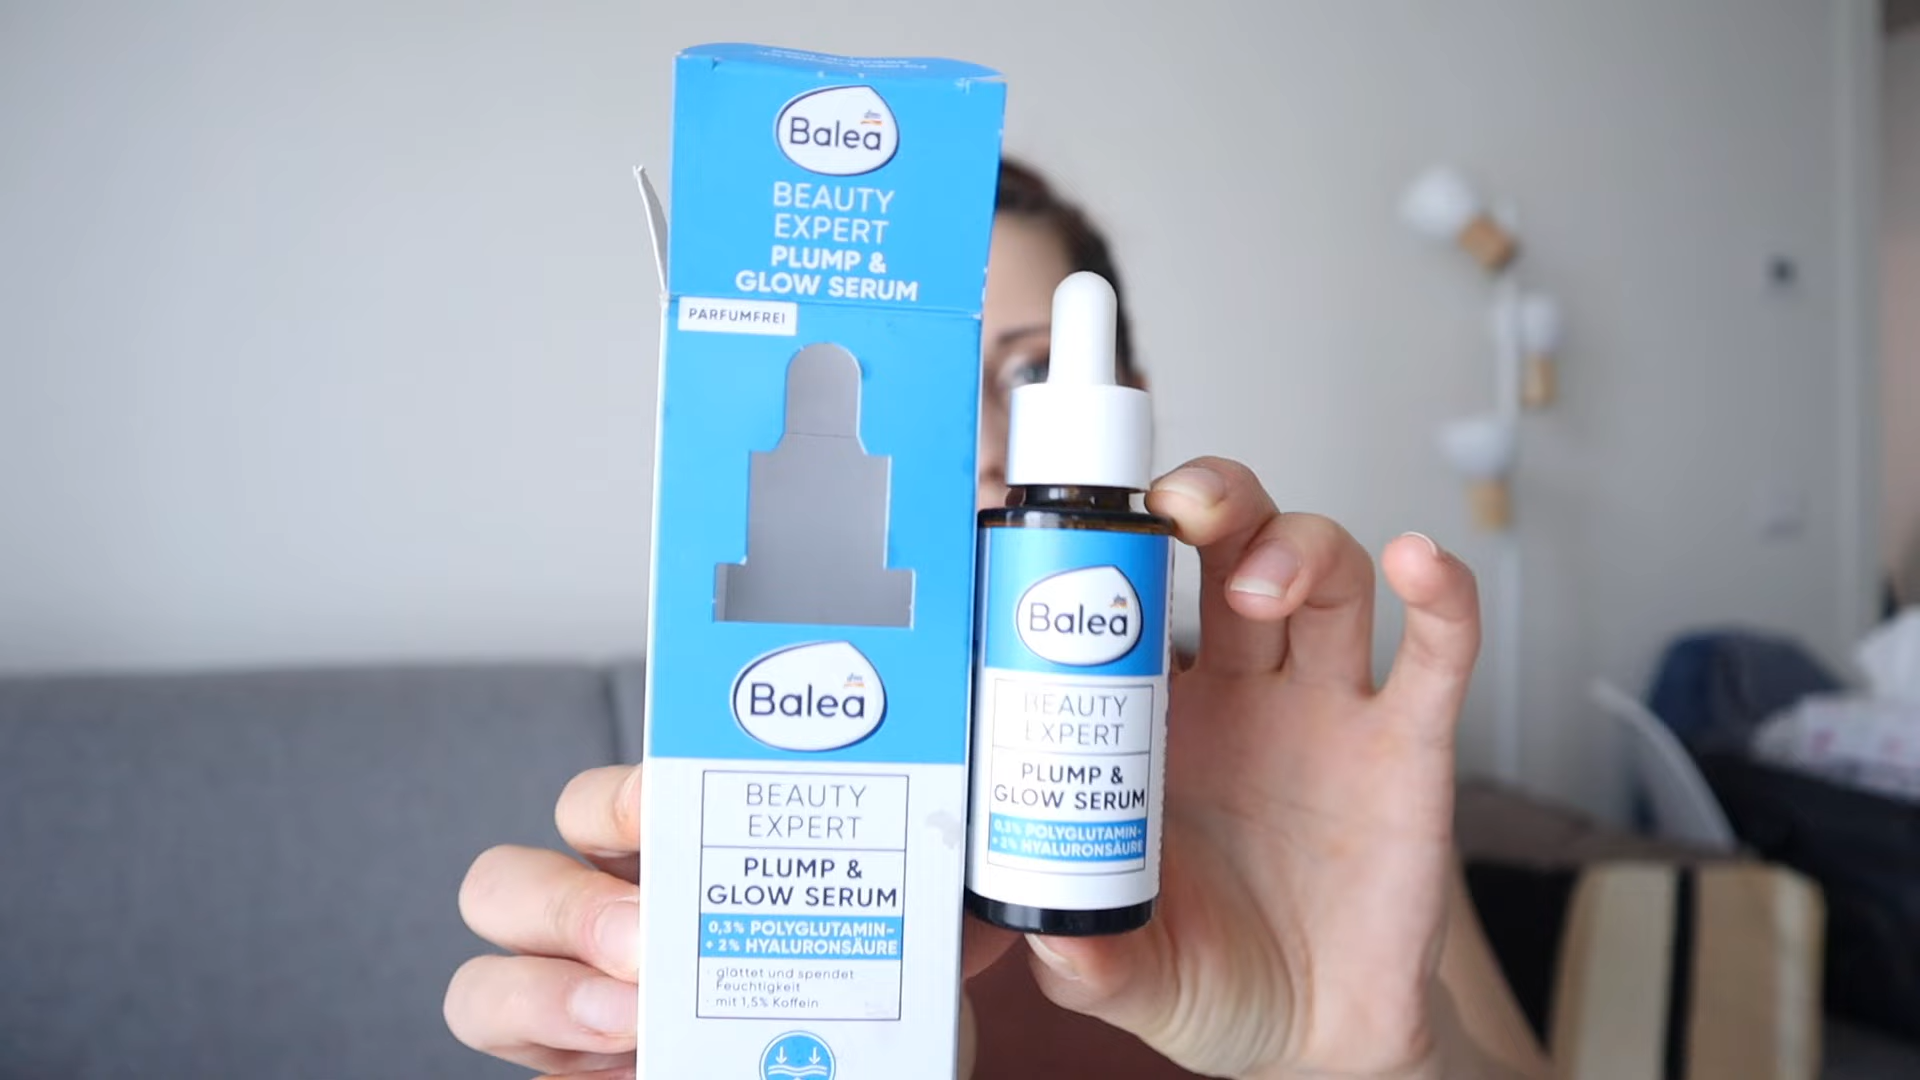 Balea
BEAUTY
EXPERT
PLUMP &
GLOW SERUM
PARFUMFREI
Balea
BEAUTY
EXPERT
PLUMP &
GLOW SERUM
0,3% POLYGLUTAMIN-
+ 2% HYALURONSÄURE
· glättet und spendet
Feuchtigkeit
· mit 1,5% Koffein
Balea
BEAUTY
EXPERT
PLUMP &
GLOW SERUM
0,3% POLYGLUTAMIN-
+ 2% HYALURONSÄURE